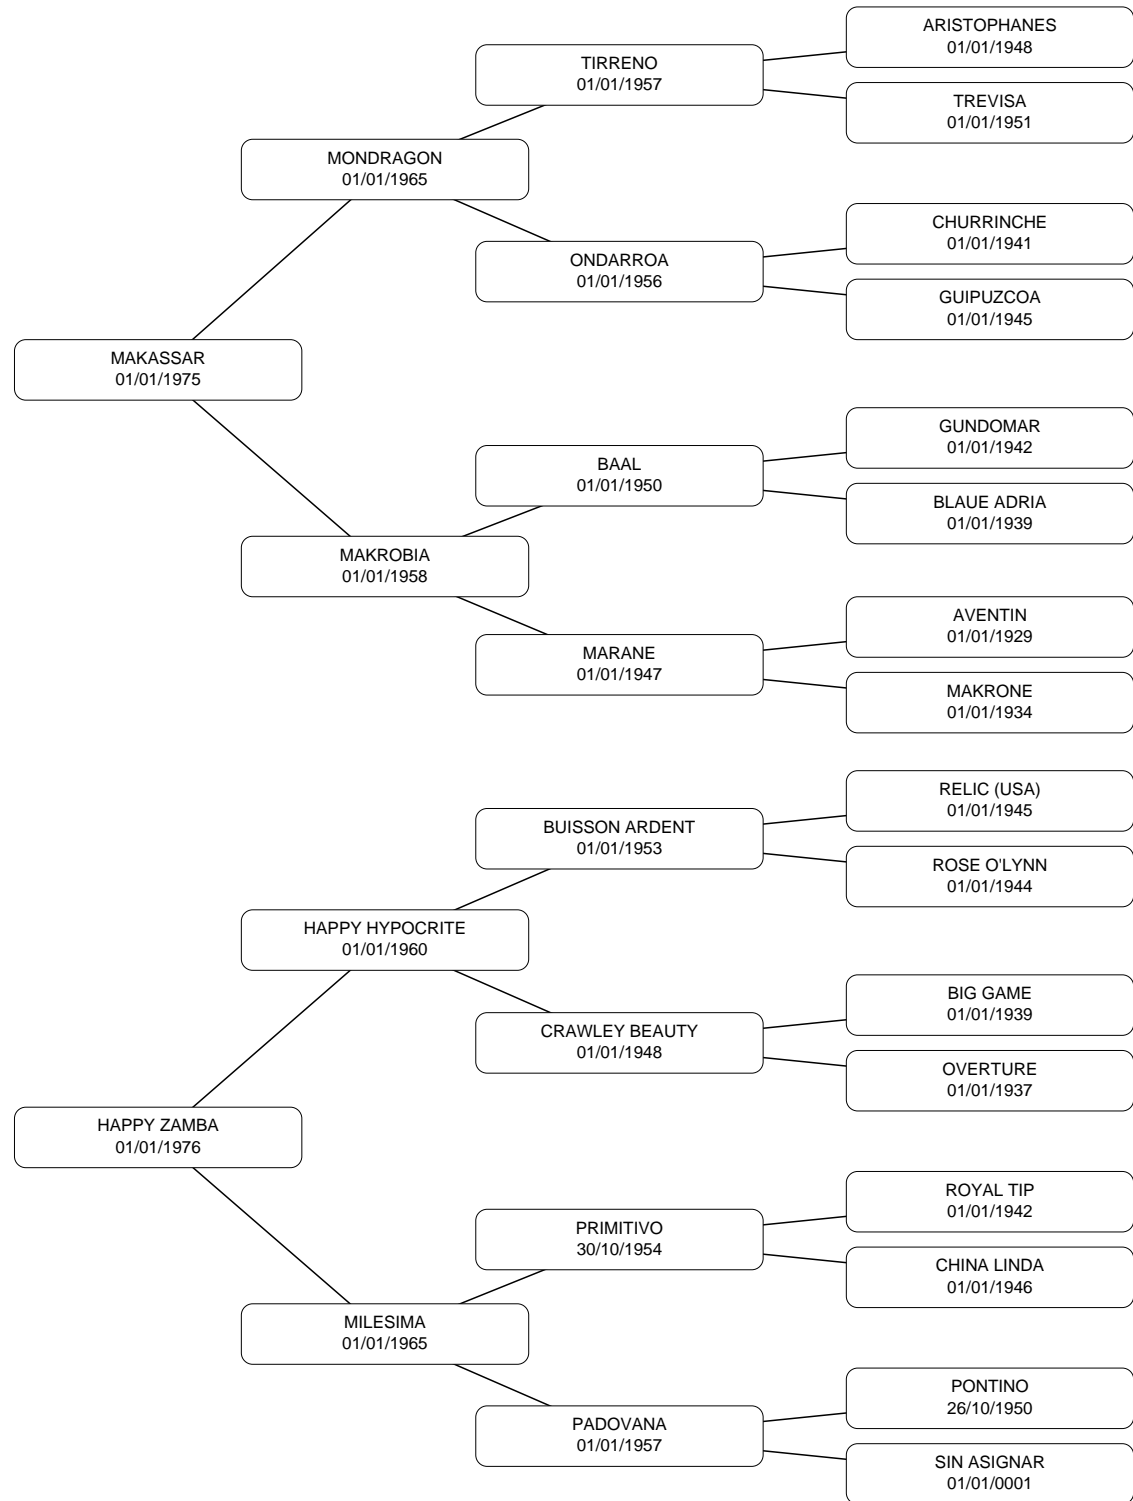 ARISTOPHANES
01/01/1948
TIRRENO
01/01/1957
TREVISA
01/01/1951
MONDRAGON
01/01/1965
CHURRINCHE
01/01/1941
ONDARROA
01/01/1956
GUIPUZCOA
01/01/1945
MAKASSAR
01/01/1975
GUNDOMAR
01/01/1942
BAAL
01/01/1950
BLAUE ADRIA
01/01/1939
MAKROBIA
01/01/1958
AVENTIN
01/01/1929
MARANE
01/01/1947
MAKRONE
01/01/1934
RELIC (USA)
01/01/1945
BUISSON ARDENT
01/01/1953
ROSE O'LYNN
01/01/1944
HAPPY HYPOCRITE
01/01/1960
BIG GAME
01/01/1939
CRAWLEY BEAUTY
01/01/1948
OVERTURE
01/01/1937
HAPPY ZAMBA
01/01/1976
ROYAL TIP
01/01/1942
PRIMITIVO
30/10/1954
CHINA LINDA
01/01/1946
MILESIMA
01/01/1965
PONTINO
26/10/1950
PADOVANA
01/01/1957
SIN ASIGNAR
01/01/0001